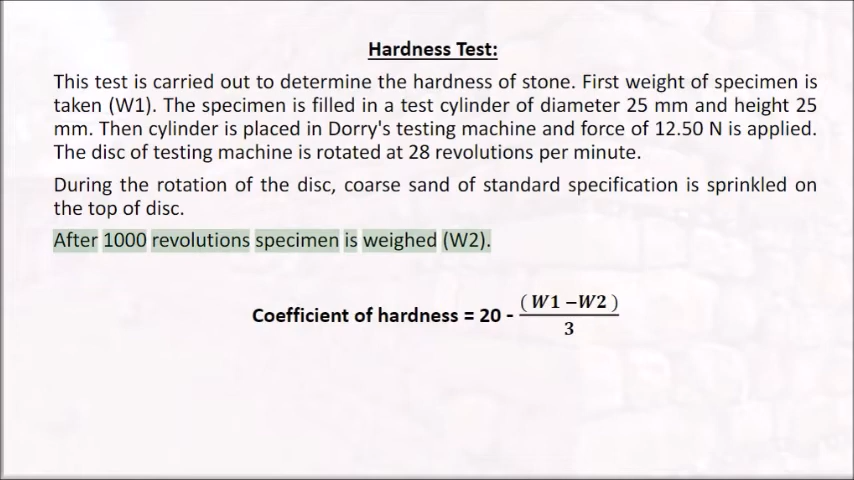 Hardness Test:
This test is carried out to determine the hardness of stone. First weight of specimen is
taken (W1). The specimen is filled in a test cylinder of diameter 25 mm and height 25
mm. Then cylinder is placed in Dorry's testing machine and force of 12.50 N is applied.
The disc of testing machine is rotated at 28 revolutions per minute.
During the rotation of the disc, coarse sand of standard specification is sprinkled on
the top of disc.
After 1000 revolutions specimen is weighed (W2).
Coefficient of hardness = 20 - (W1 –W2 ) / 3